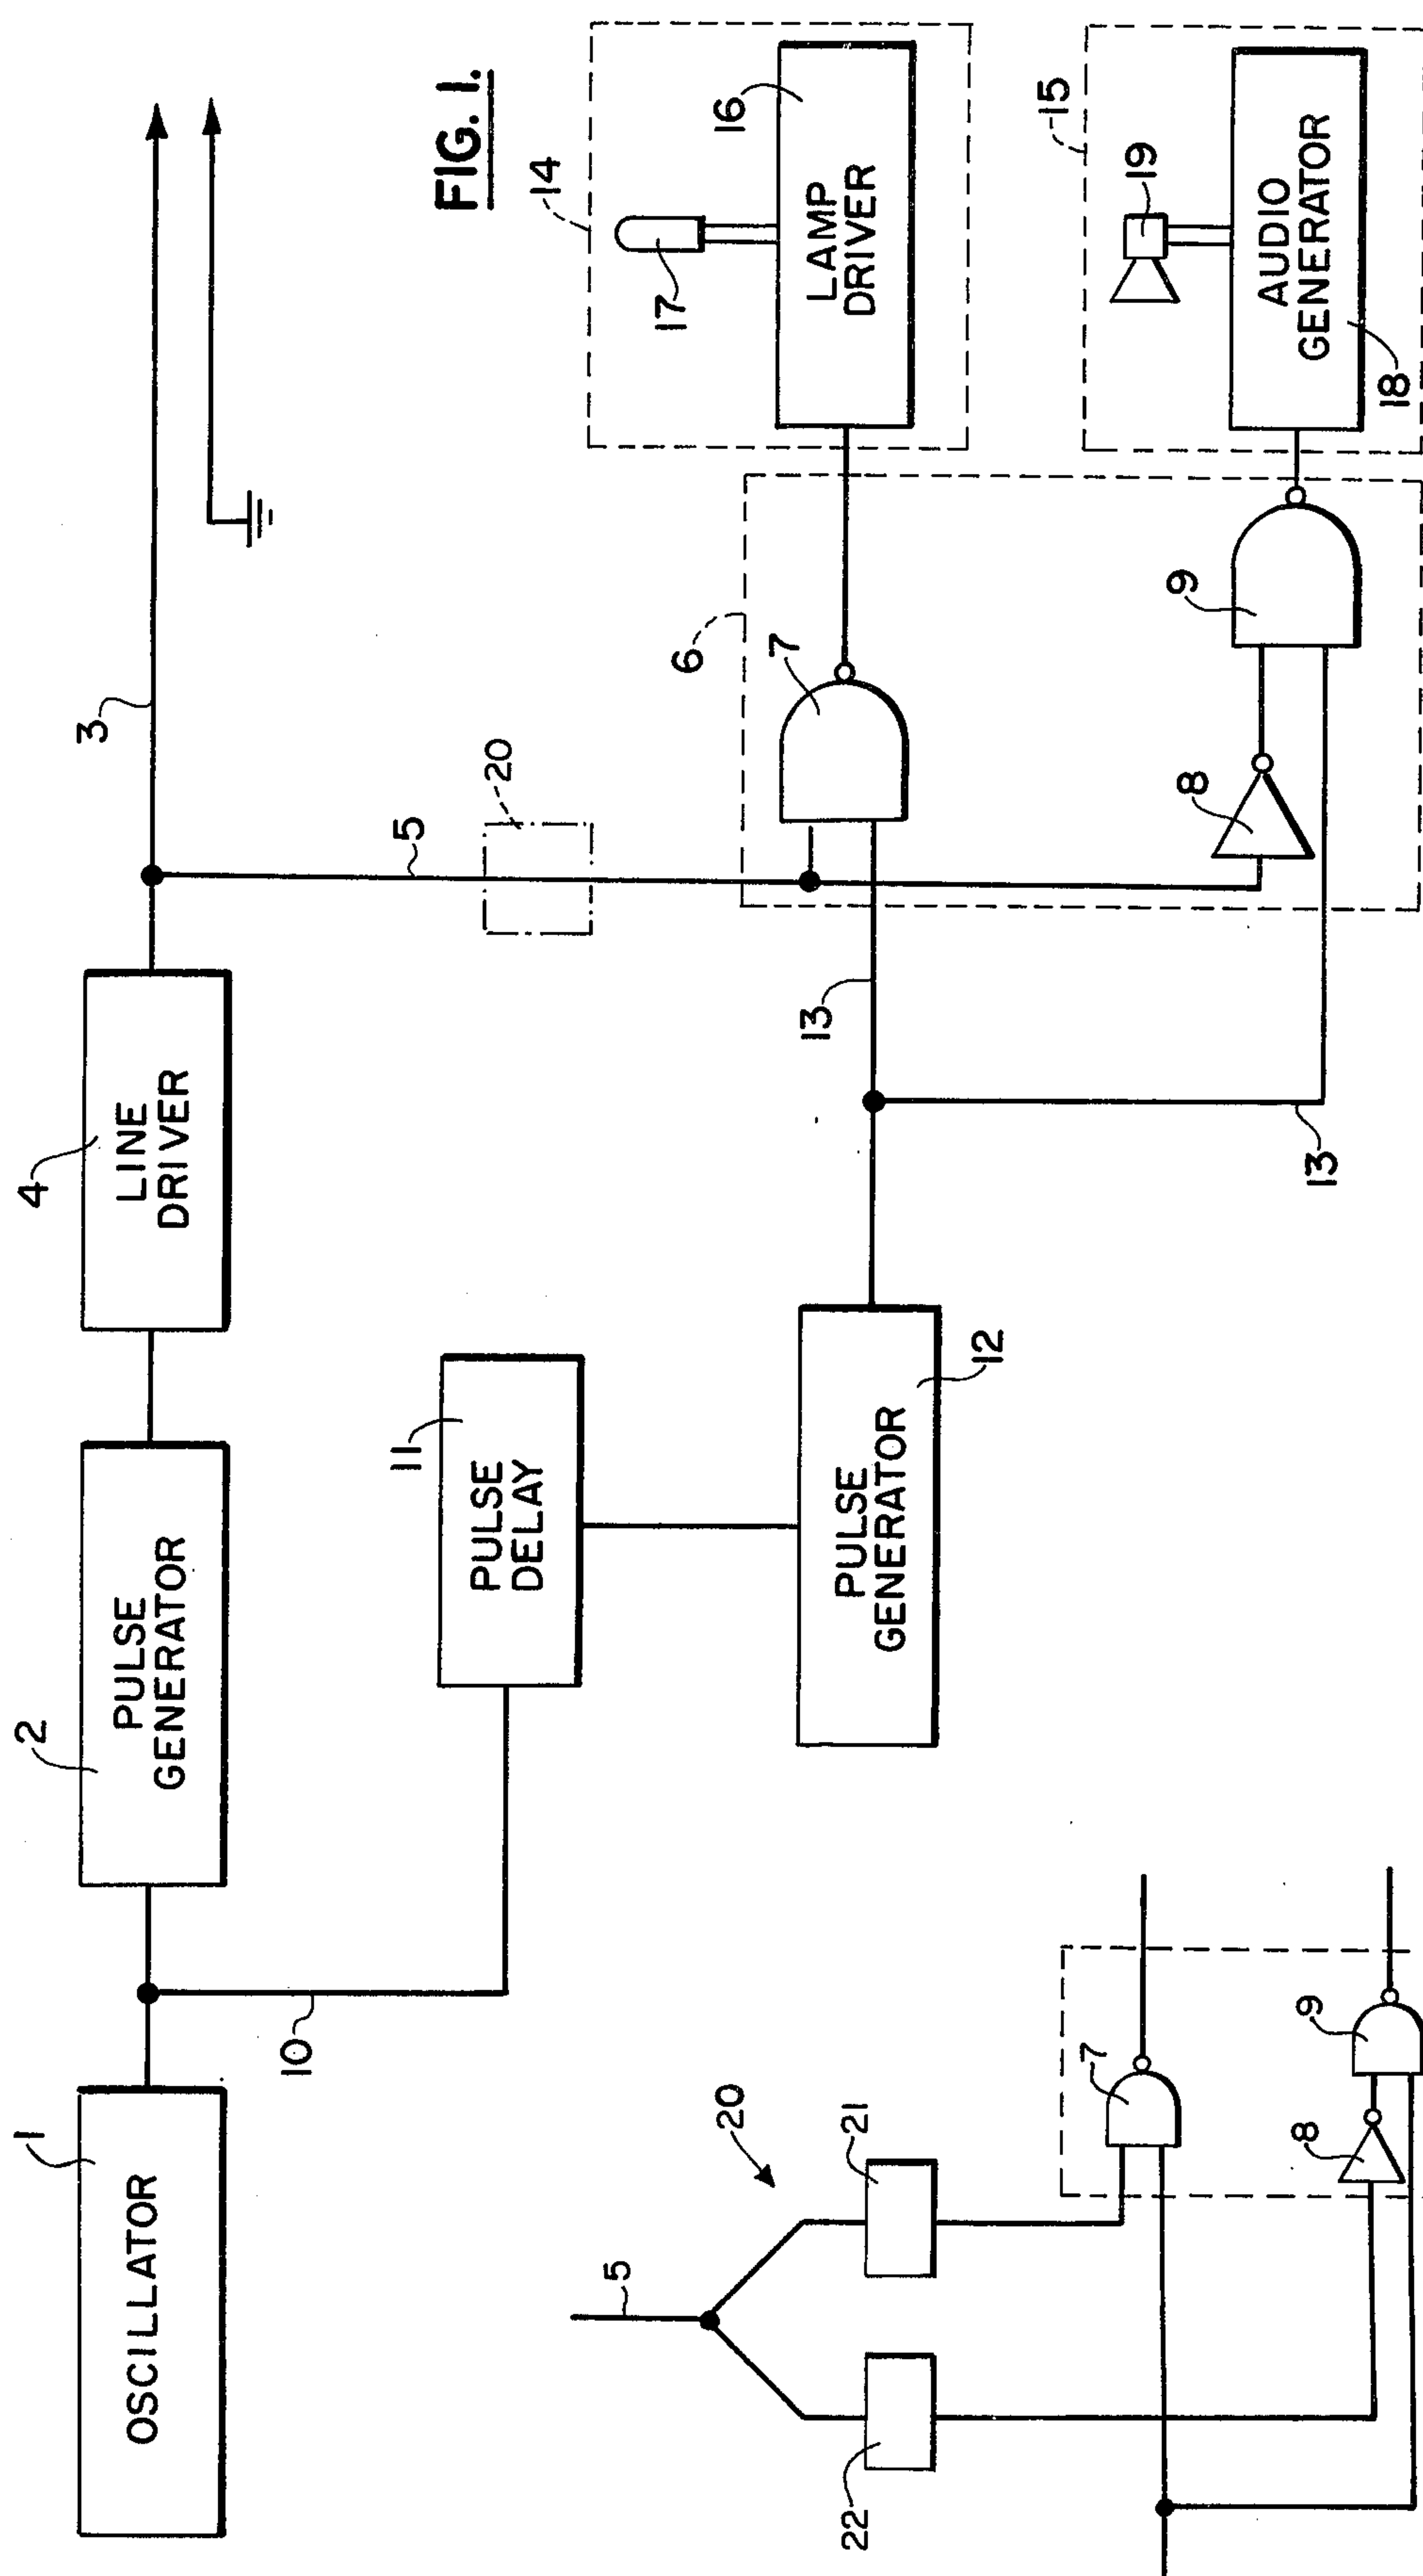 FIG. 1.
1
OSCILLATOR
2
PULSE
GENERATOR
4
LINE
DRIVER
3
10
11
PULSE
DELAY
5
20
12
PULSE
GENERATOR
13
13
6
7
8
9
14
17
16
LAMP
DRIVER
15
19
AUDIO
GENERATOR
18
5
20
21
22
7
8
9